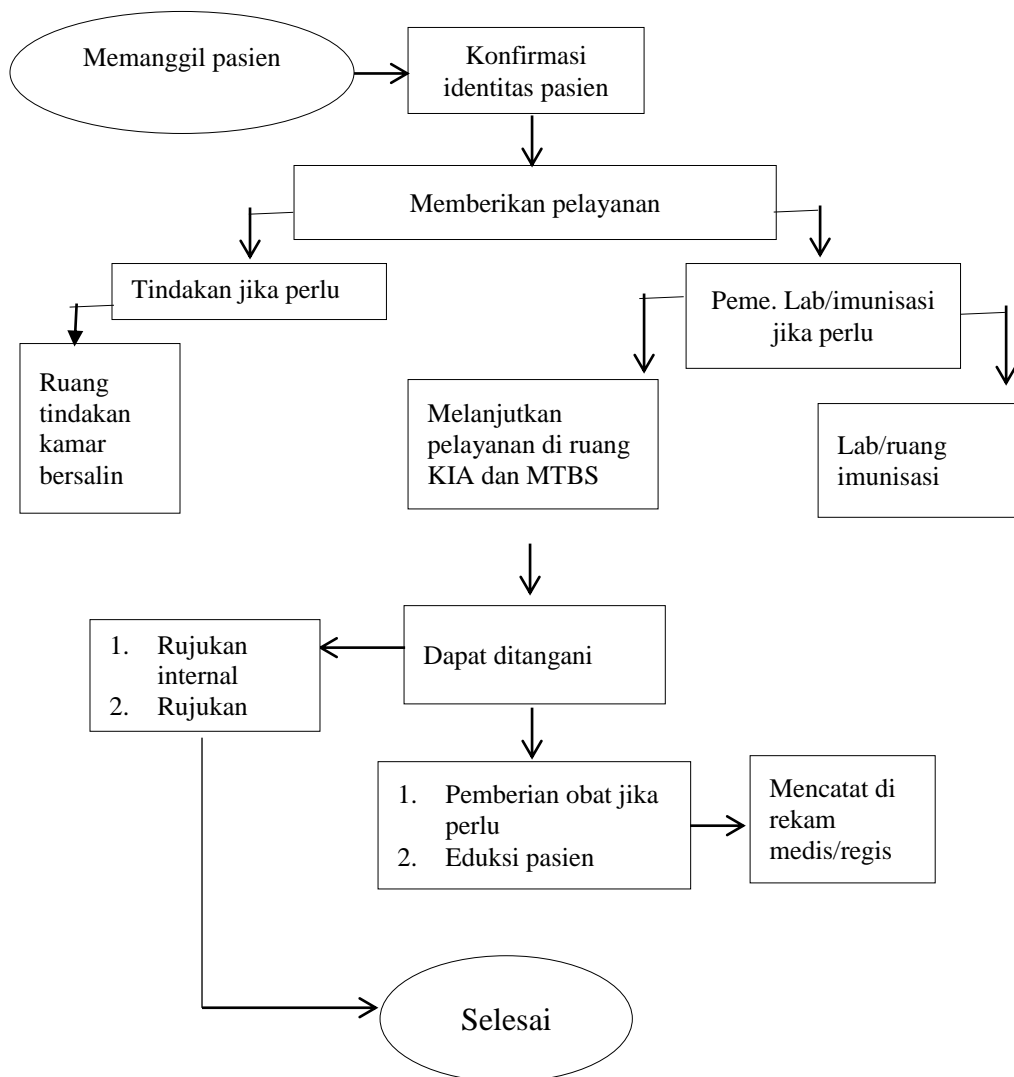 Memanggil pasien
Konfirmasi
identitas pasien
Memberikan pelayanan
Tindakan jika perlu
Peme. Lab/imunisasi
jika perlu
Ruang
tindakan
kamar
bersalin
Melanjutkan
pelayanan di ruang
KIA dan MTBS
Lab/ruang
imunisasi
1. Rujukan
internal
2. Rujukan
Dapat ditangani
1. Pemberian obat jika
perlu
2. Eduksi pasien
Mencatat di
rekam
medis/regis
Selesai